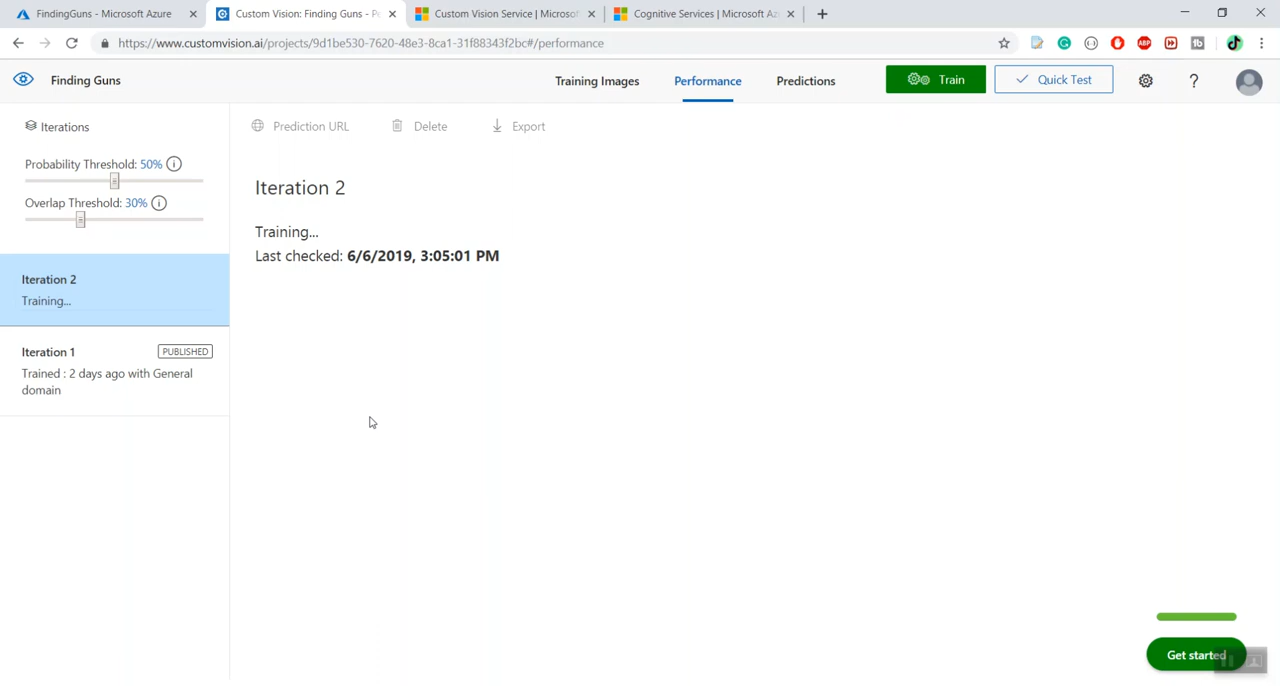 FindingGuns - Microsoft Azure
Custom Vision: Finding Guns - Pe
Custom Vision Service | Microsof
Cognitive Services | Microsoft Az
https://www.customvision.ai/projects/9d1be530-7620-48e3-8ca1-31f88343f2bc#/performance
ABP
Finding Guns
Training Images
Performance
Predictions
Train
Quick Test
?
Iterations
Prediction URL
Delete
Export
Probability Threshold: 50%
Overlap Threshold: 30%
Iteration 2
Training...
Last checked: 6/6/2019, 3:05:01 PM
Iteration 2
Training...
Iteration 1
PUBLISHED
Trained : 2 days ago with General
domain
Get started